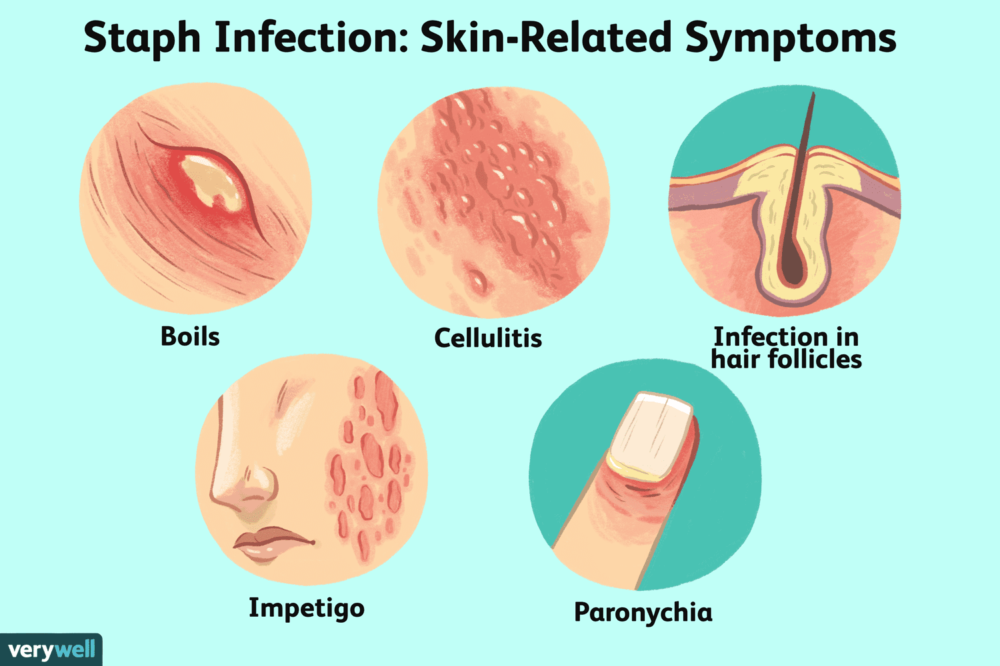 Staph Infection: Skin-Related Symptoms
Boils
Cellulitis
Infection in
hair follicles
Impetigo
Paronychia
verywell